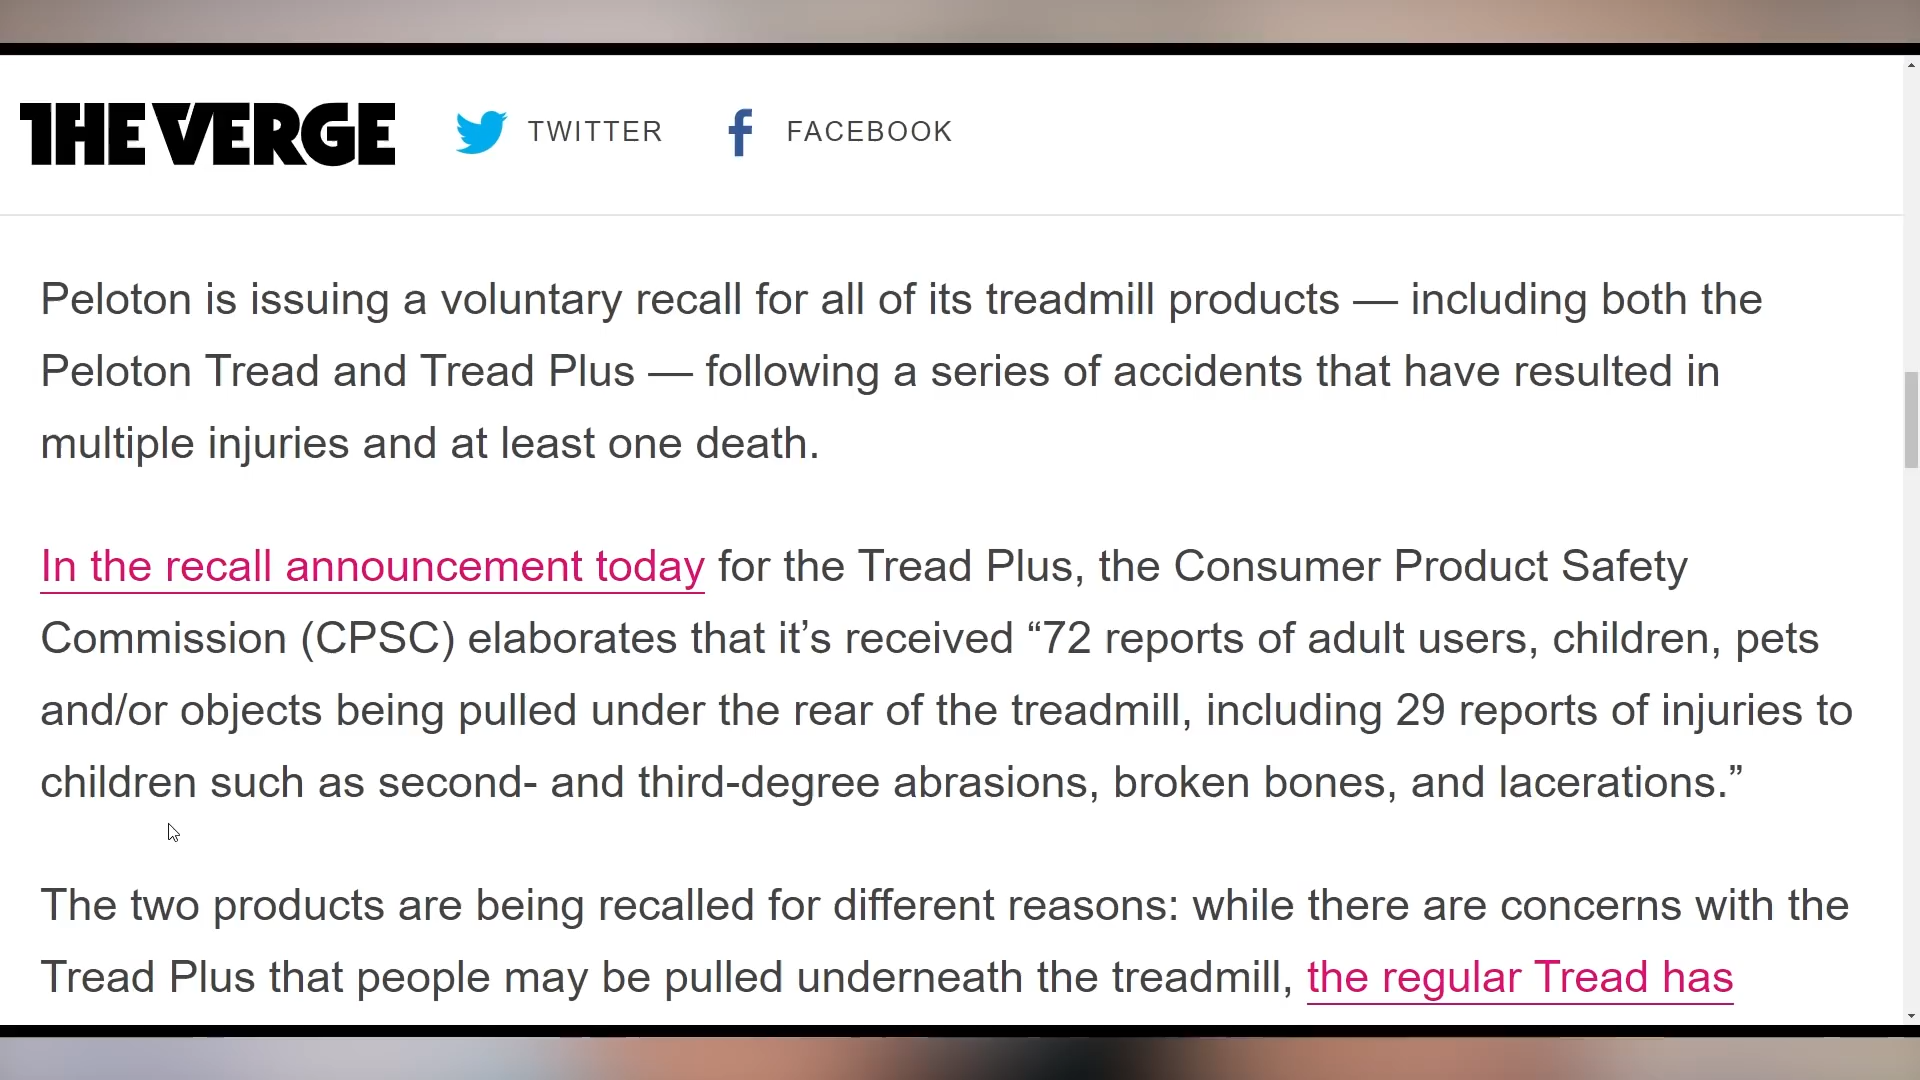 THE VERGE TWITTER FACEBOOK
Peloton is issuing a voluntary recall for all of its treadmill products — including both the
Peloton Tread and Tread Plus — following a series of accidents that have resulted in
multiple injuries and at least one death.
In the recall announcement today for the Tread Plus, the Consumer Product Safety
Commission (CPSC) elaborates that it’s received “72 reports of adult users, children, pets
and/or objects being pulled under the rear of the treadmill, including 29 reports of injuries to
children such as second- and third-degree abrasions, broken bones, and lacerations.”
The two products are being recalled for different reasons: while there are concerns with the
Tread Plus that people may be pulled underneath the treadmill, the regular Tread has